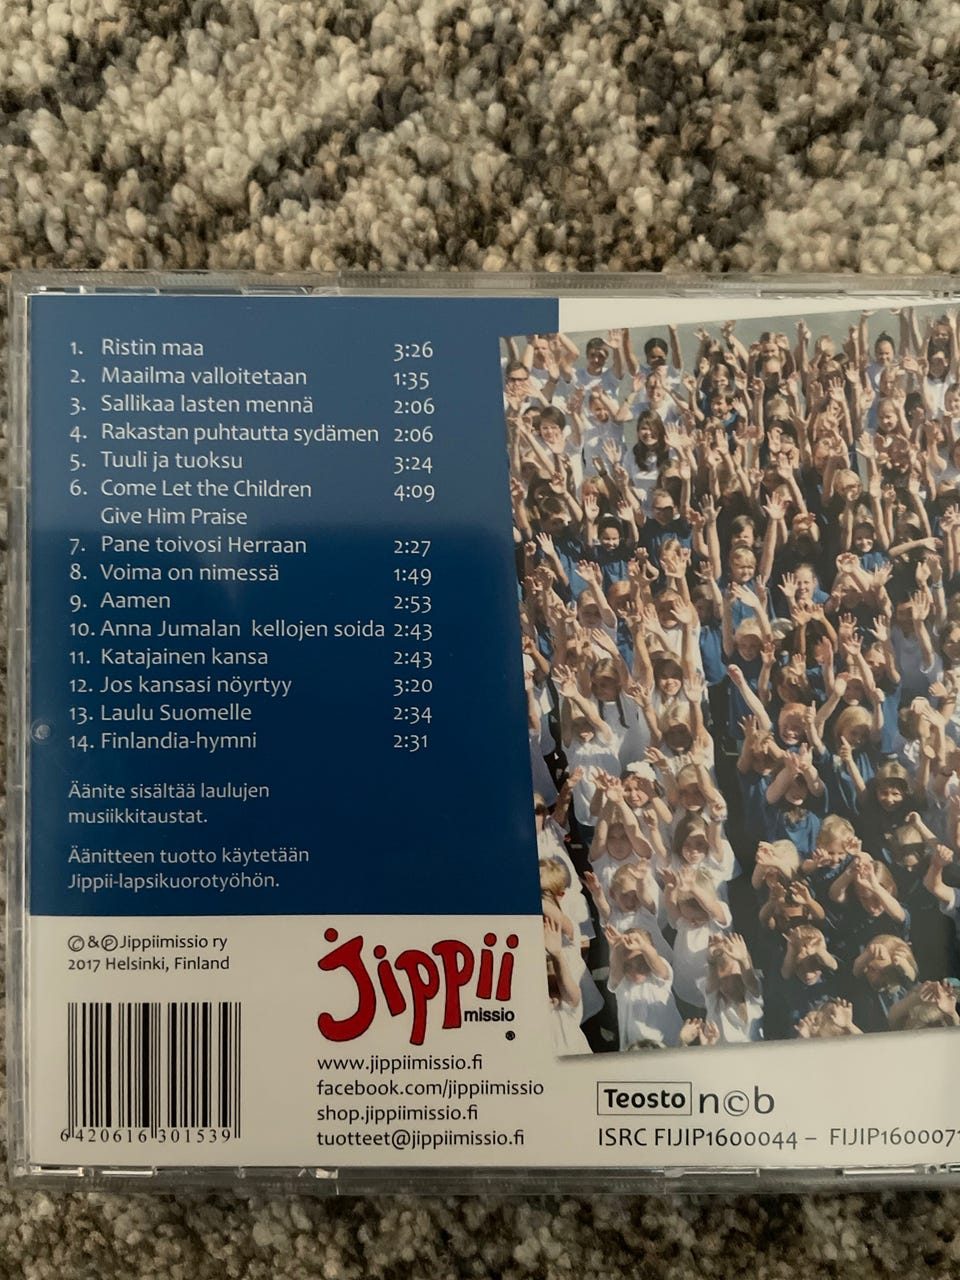 1. Ristin maa 3:26
2. Maailma valloitetaan 1:35
3. Sallikaa lasten mennä 2:06
4. Rakastan puhtautta sydämen 2:06
5. Tuuli ja tuoksu 3:24
6. Come Let the Children 4:09
Give Him Praise
7. Pane toivosi Herraan 2:27
8. Voima on nimessä 1:49
9. Aamen 2:53
10. Anna Jumalan kellojen soida 2:43
11. Katajainen kansa 2:43
12. Jos kansasi nöyrtyy 3:20
13. Laulu Suomelle 2:34
14. Finlandia-hymni 2:31
Äänite sisältää laulujen
musiikkitaustat.
Äänitteen tuotto käytetään
Jippii-lapsikuorotyöhön.
© & ℗ Jippiimissio ry
2017 Helsinki, Finland
6 420616 301539
Jippii
missio
®
www.jippiimissio.fi
facebook.com/jippiimissio
shop.jippiimissio.fi
tuotteet@jippiimissio.fi
Teosto n©b
ISRC FIJIP1600044 – FIJIP1600071